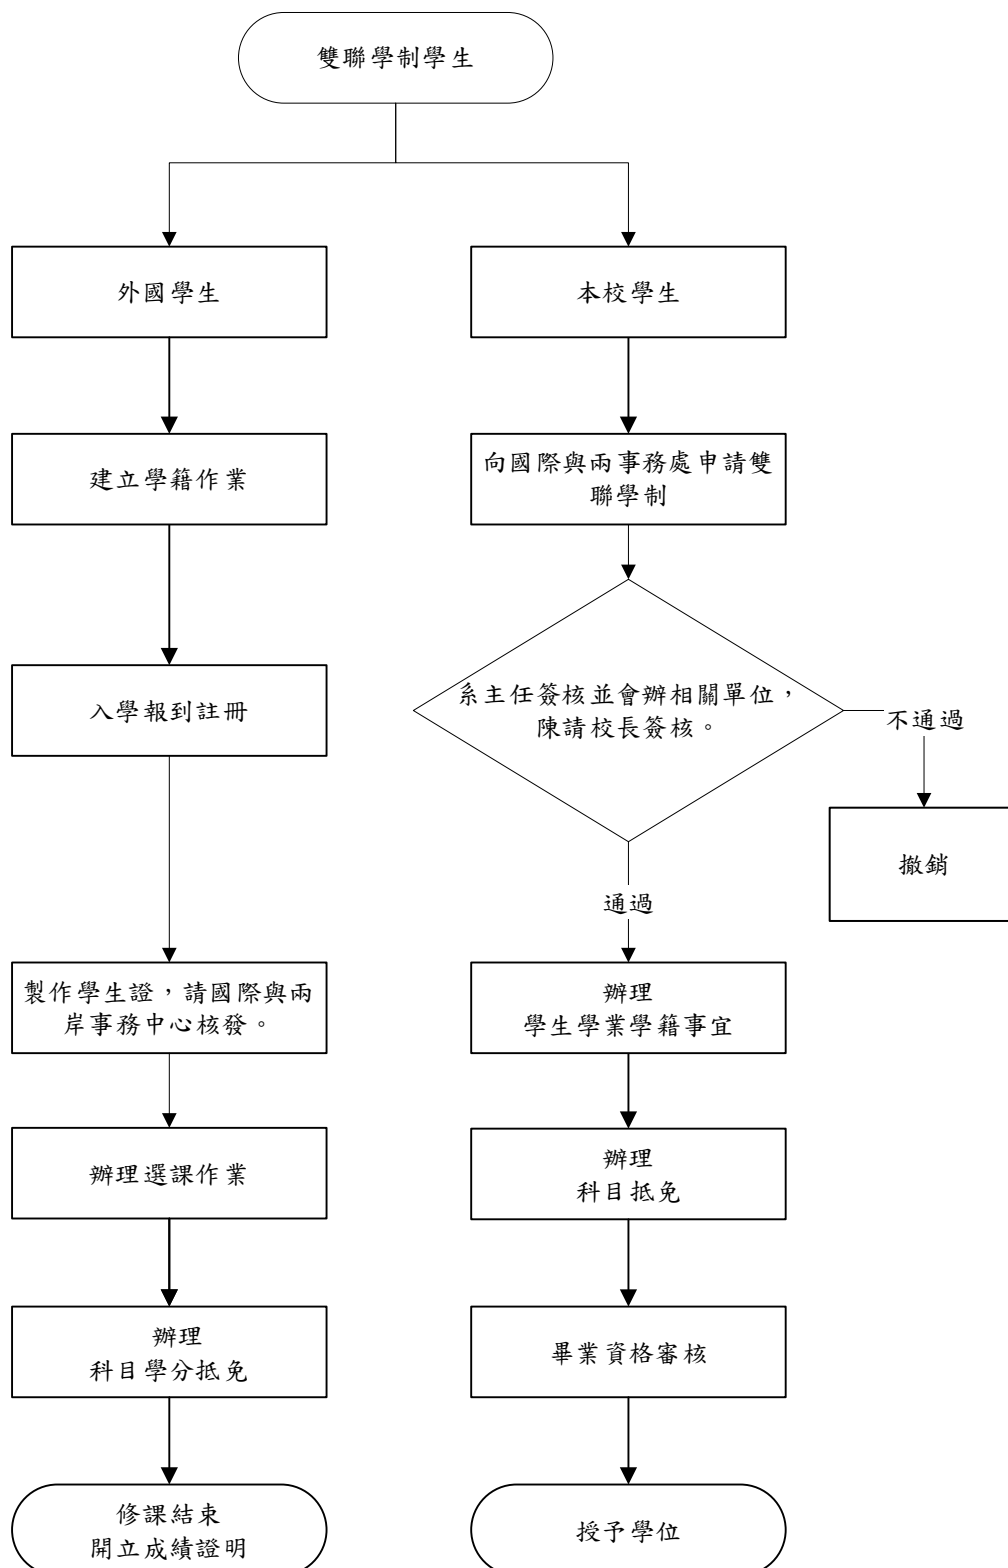 雙聯學制學生
外國學生
建立學籍作業
入學報到註冊
製作學生證，請國際與兩
岸事務中心核發。
辦理選課作業
辦理
科目學分抵免
修課結束
開立成績證明
本校學生
向國際與兩事務處申請雙
聯學制
系主任簽核並會辦相關單位，
陳請校長簽核。
不通過
撤銷
通過
辦理
學生學業學籍事宜
辦理
科目抵免
畢業資格審核
授予學位